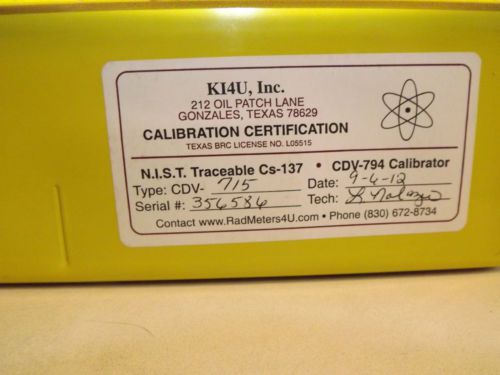 KI4U, Inc.
212 OIL PATCH LANE
GONZALES, TEXAS 78629
CALIBRATION CERTIFICATION
TEXAS BRC LICENSE NO. L05515
N.I.S.T. Traceable Cs-137 • CDV-794 Calibrator
Type: CDV- 715 Date: 9-6-12
Serial #: 356586 Tech:
Contact www.RadMeters4U.com • Phone (830) 672-8734